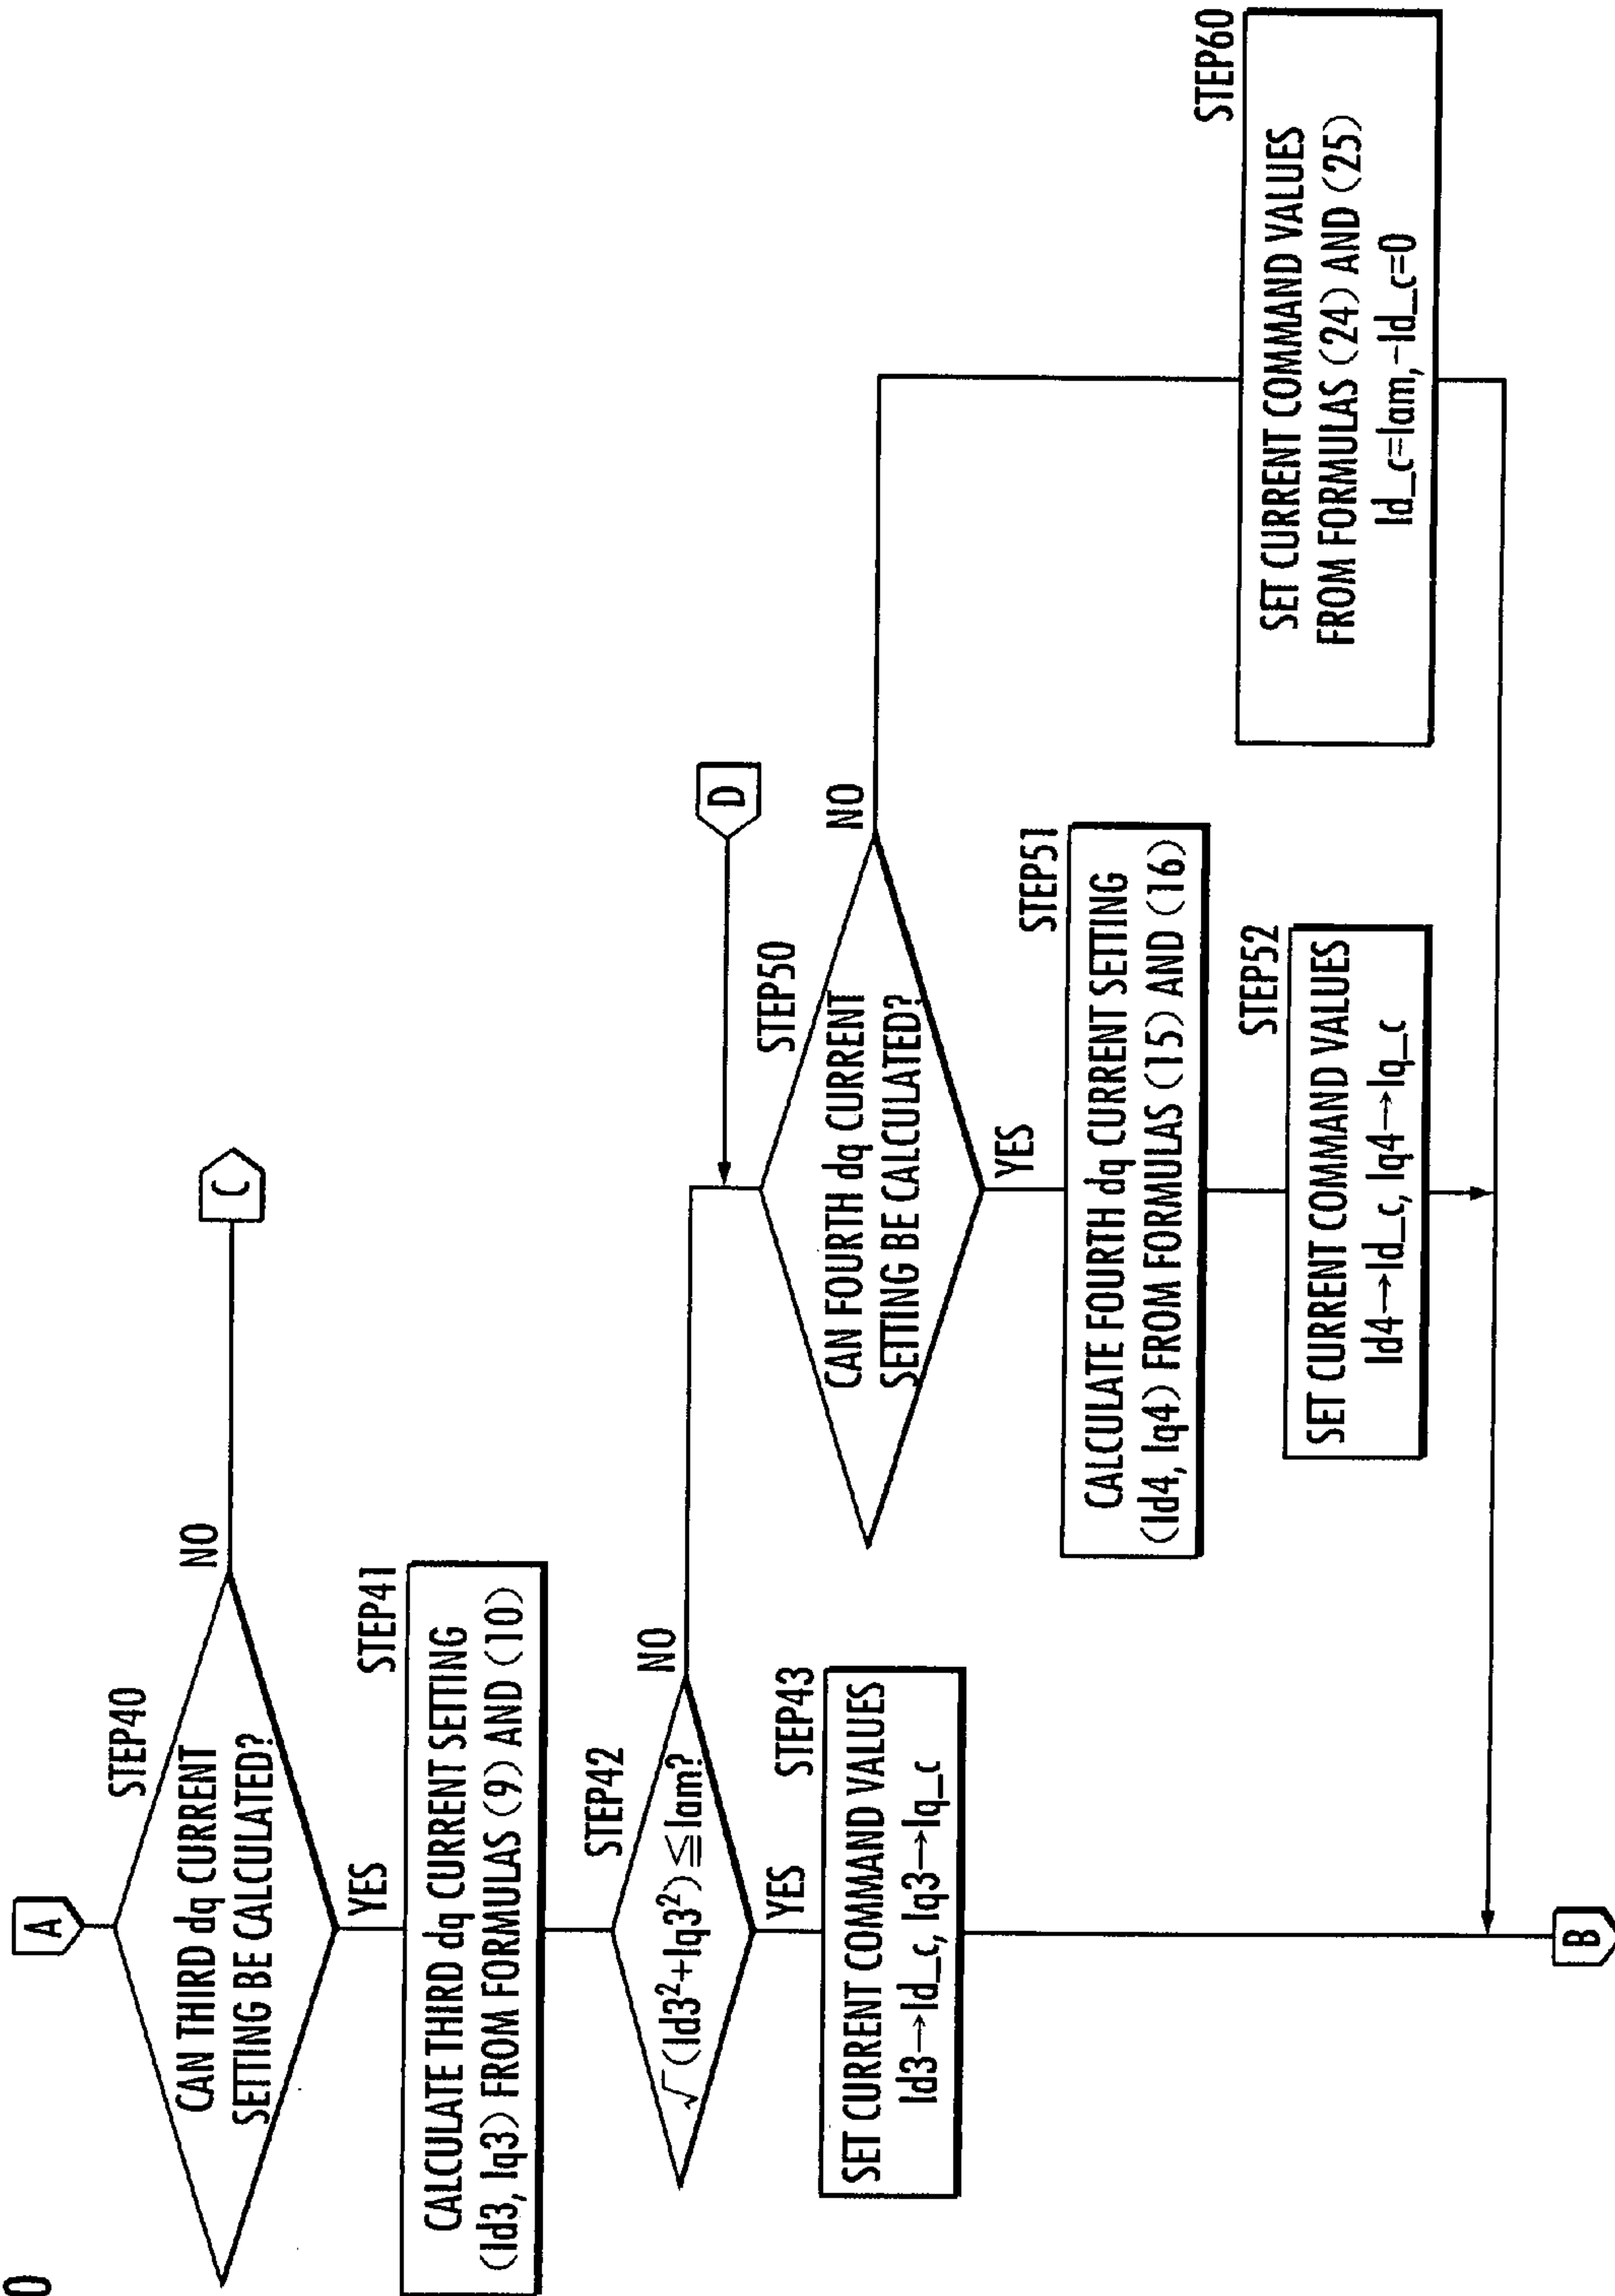 0
A
STEP40
CAN THIRD dq CURRENT
SETTING BE CALCULATED?
NO
C
YES
STEP41
CALCULATE THIRD dq CURRENT SETTING
(Id3, Iq3) FROM FORMULAS (9) AND (10)
STEP42
√(Id3²+Iq3²)≦Iam?
NO
YES
STEP43
SET CURRENT COMMAND VALUES
Id3→Id_c, Iq3→Iq_c
D
STEP50
CAN FOURTH dq CURRENT
SETTING BE CALCULATED?
NO
YES
STEP51
CALCULATE FOURTH dq CURRENT SETTING
(Id4, Iq4) FROM FORMULAS (15) AND (16)
STEP52
SET CURRENT COMMAND VALUES
Id4→Id_c, Iq4→Iq_c
STEP60
SET CURRENT COMMAND VALUES
FROM FORMULAS (24) AND (25)
Id_c=Iam,-Id_c=0
B